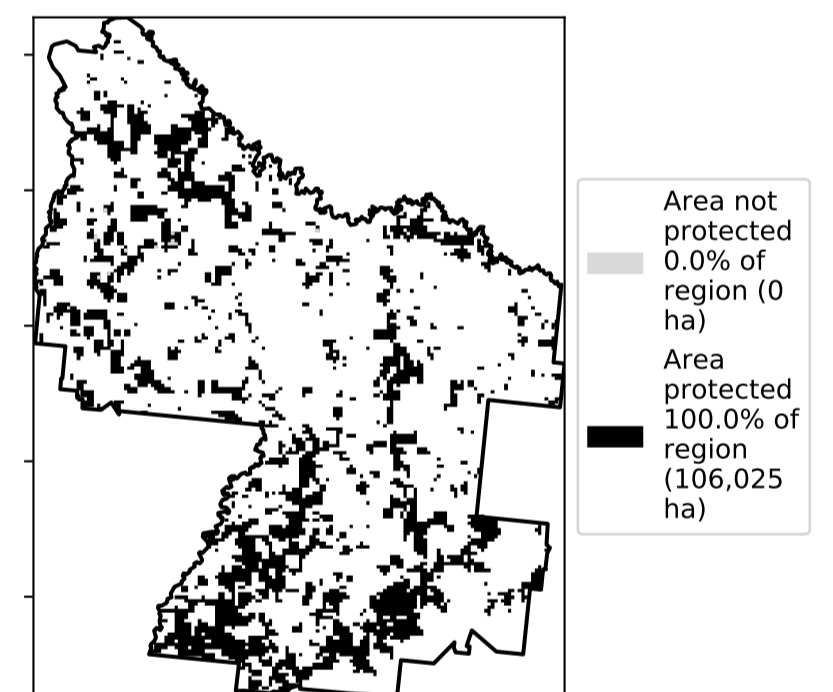 Area not
protected
0.0% of
region (0
ha)
Area
protected
100.0% of
region
(106,025
ha)